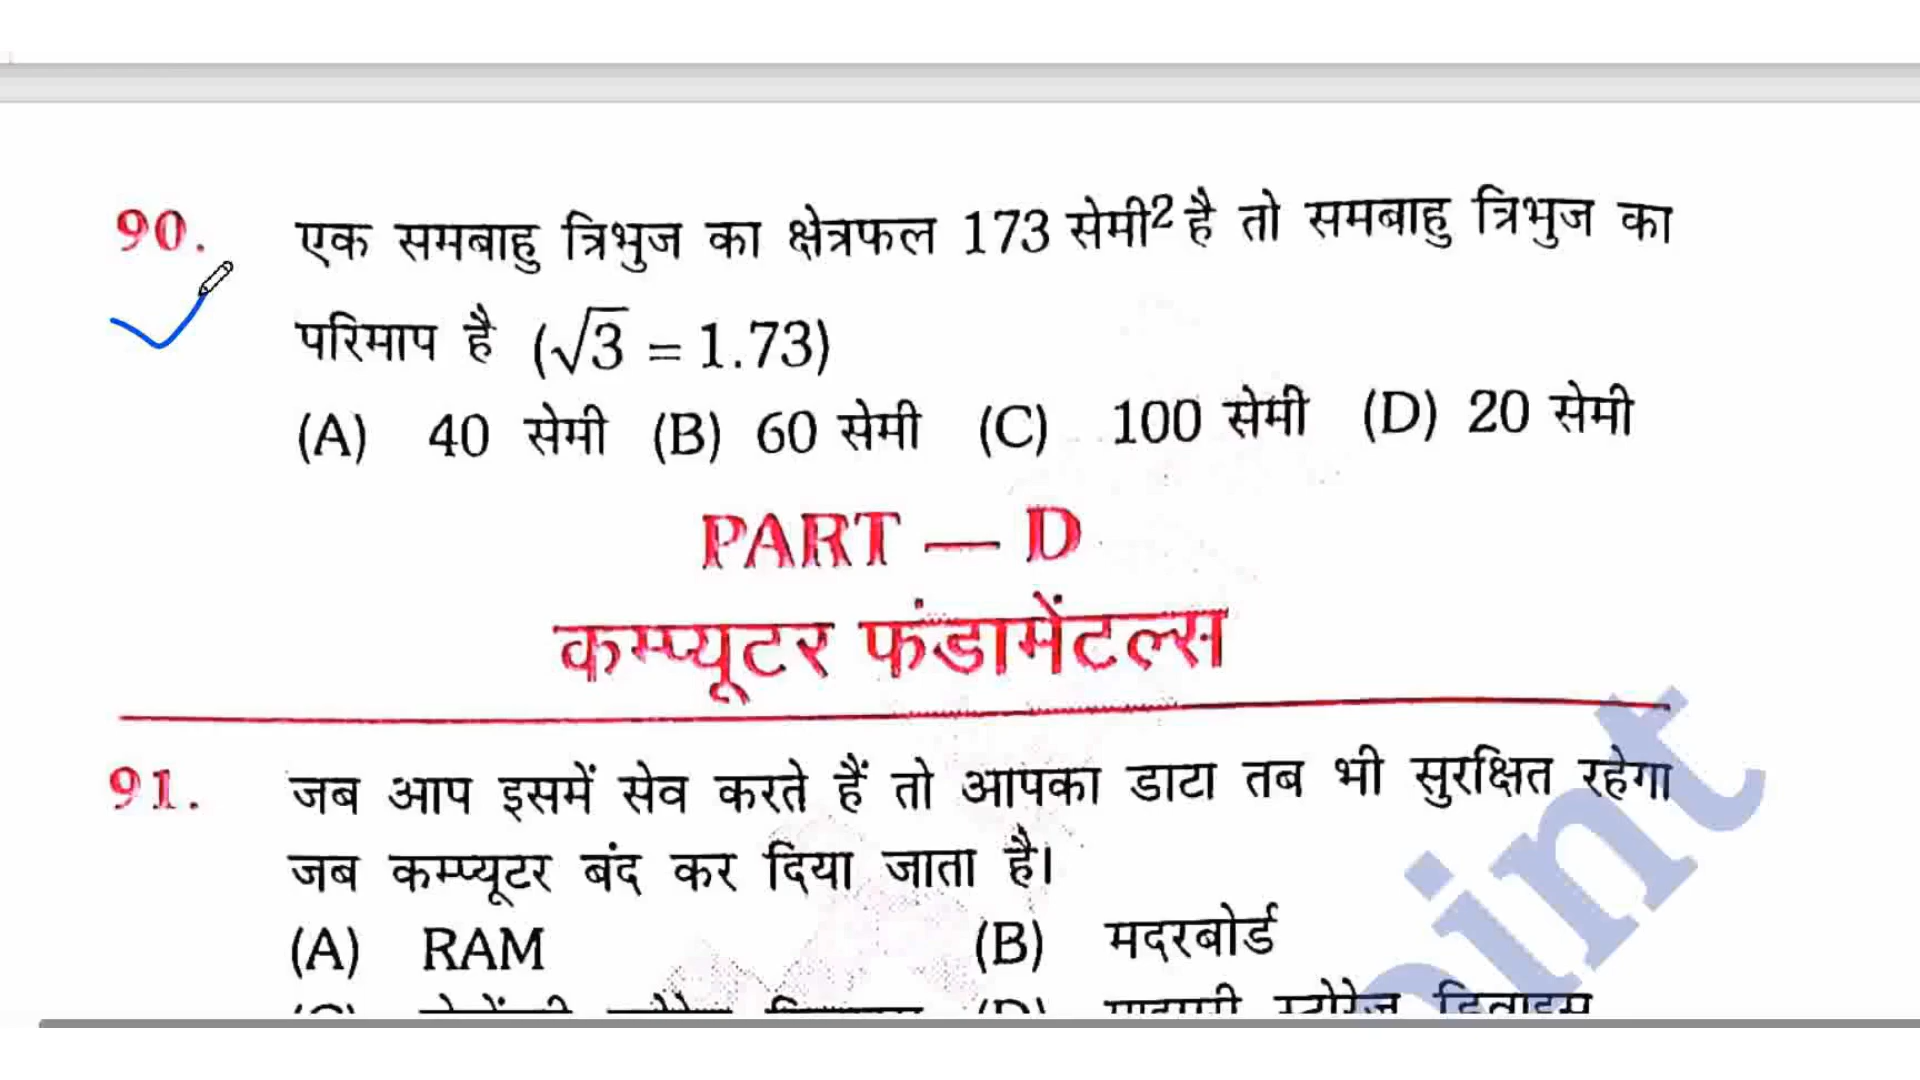 90. एक समबाहु त्रिभुज का क्षेत्रफल 173 सेमी² है तो समबाहु त्रिभुज का
परिमाप है (√3 = 1.73)
(A) 40 सेमी (B) 60 सेमी (C) 100 सेमी (D) 20 सेमी
PART — D
कम्प्यूटर फंडामेंटल्स
91. जब आप इसमें सेव करते हैं तो आपका डाटा तब भी सुरक्षित रहेगा
जब कम्प्यूटर बंद कर दिया जाता है।
(A) RAM (B) मदरबोर्ड
int